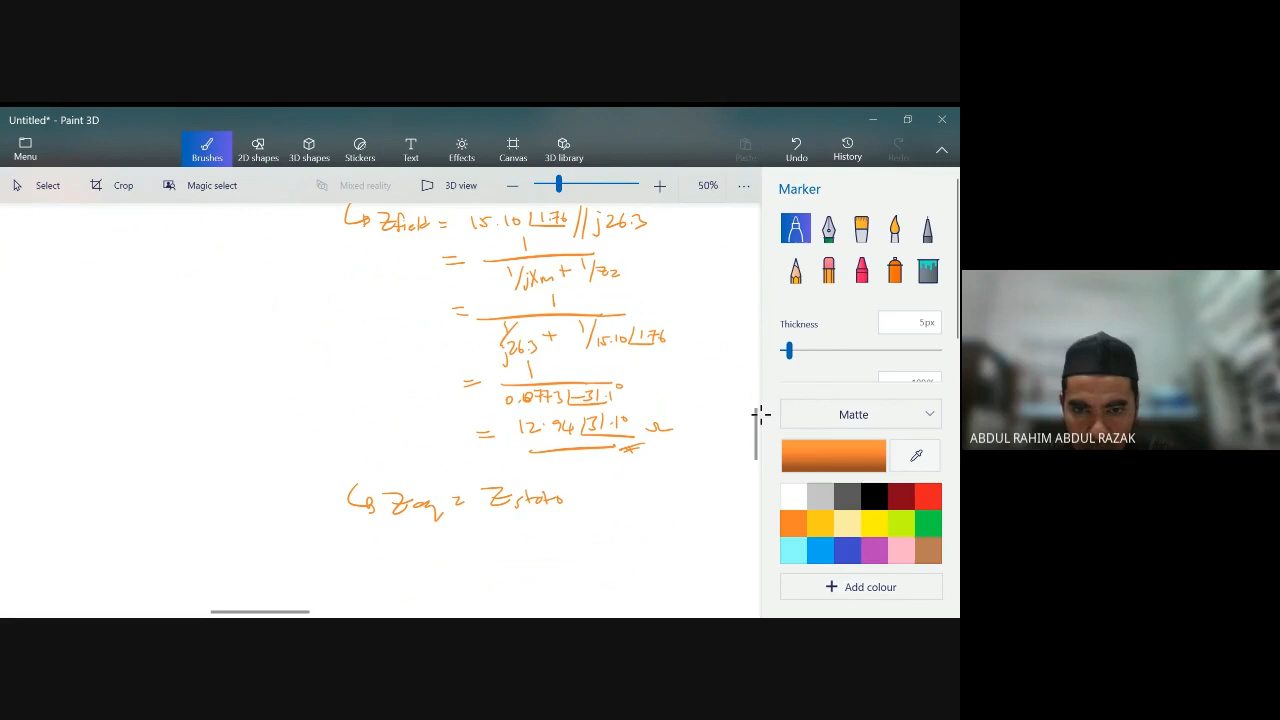 Untitled* - Paint 3D
Menu
Brushes
2D shapes
3D shapes
Stickers
Text
Effects
Canvas
3D library
Paste
Undo
History
Redo
Select
Crop
Magic select
Mixed reality
3D view
50%
Marker
Thickness
5px
Matte
Add colour
↳ Zfield = 15.10∠1.76 // j26.3
= 1 / (1/jXm + 1/Z2)
= 1 / (1/j26.3 + 1/15.10∠1.76)
= 1 / 0.0773∠-31.1°
= 12.94∠31.1° Ω
↳ Zeq = Zstato
ABDUL RAHIM ABDUL RAZAK